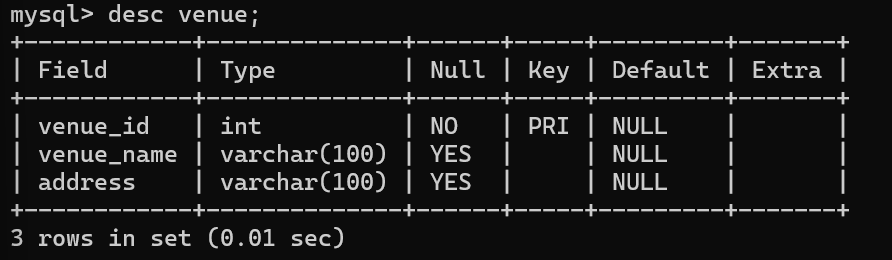 mysql> desc venue;
+------------+--------------+------+-----+---------+-------+
| Field      | Type         | Null | Key | Default | Extra |
+------------+--------------+------+-----+---------+-------+
| venue_id   | int          | NO   | PRI | NULL    |       |
| venue_name | varchar(100) | YES  |     | NULL    |       |
| address    | varchar(100) | YES  |     | NULL    |       |
+------------+--------------+------+-----+---------+-------+
3 rows in set (0.01 sec)